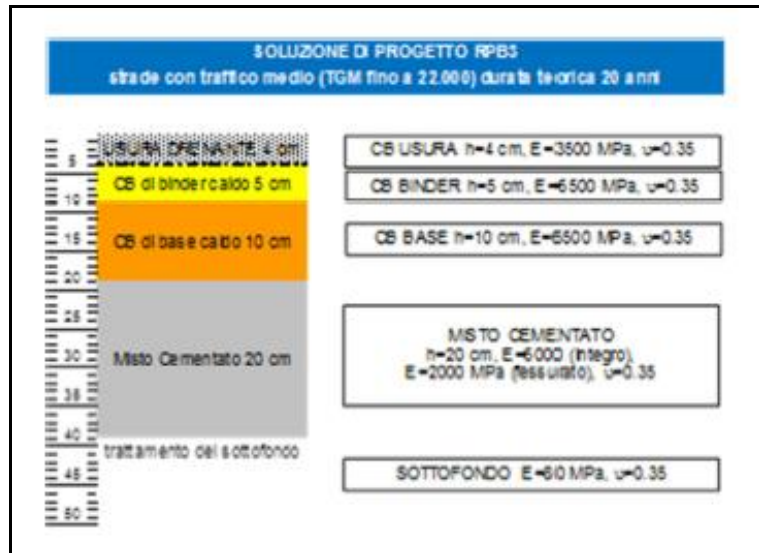 SOLUZIONE DI PROGETTO RPB3
strade con traffico medio (TGM fino a 22.000) durata teorica 20 anni
USURA DRENANTE 4 cm
CB USURA h=4 cm, E=3500 MPa, υ=0.35
5
CB di binder caldo 5 cm
CB BINDER h=5 cm, E=6500 MPa, υ=0.35
10
CB di base caldo 10 cm
CB BASE h=10 cm, E=6500 MPa, υ=0.35
15
20
25
Misto Cementato 20 cm
MISTO CEMENTATO
h=20 cm, E=6000 (integro),
E=2000 MPa (fessurato), υ=0.35
30
35
40
trattamento del sottofondo
45
SOTTOFONDO E=60 MPa, υ=0.35
50